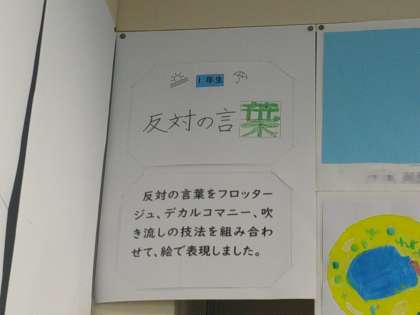 1年生
反対の言葉
反対の言葉をフロッター
ジュ、デカルコマニー、吹
き流しの技法を組み合わ
せて、絵で表現しました。